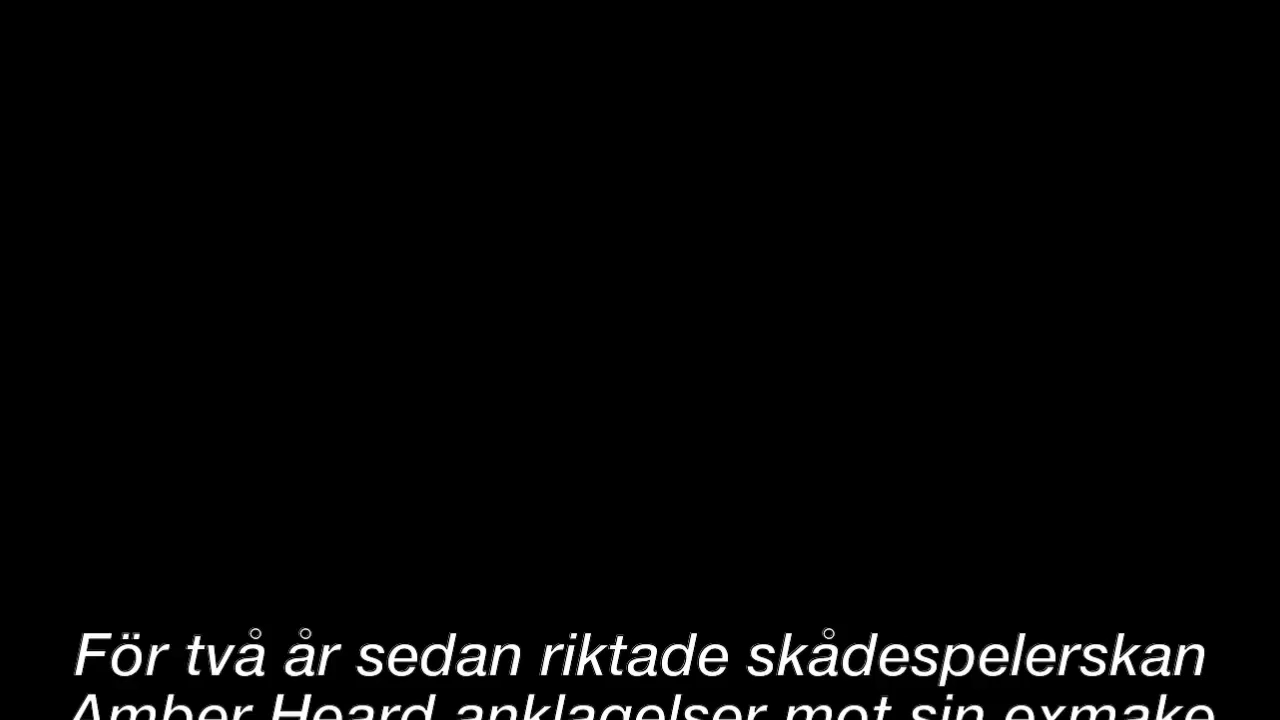 För två år sedan riktade skådespelerskan
Amber Heard anklagelser mot sin exmake